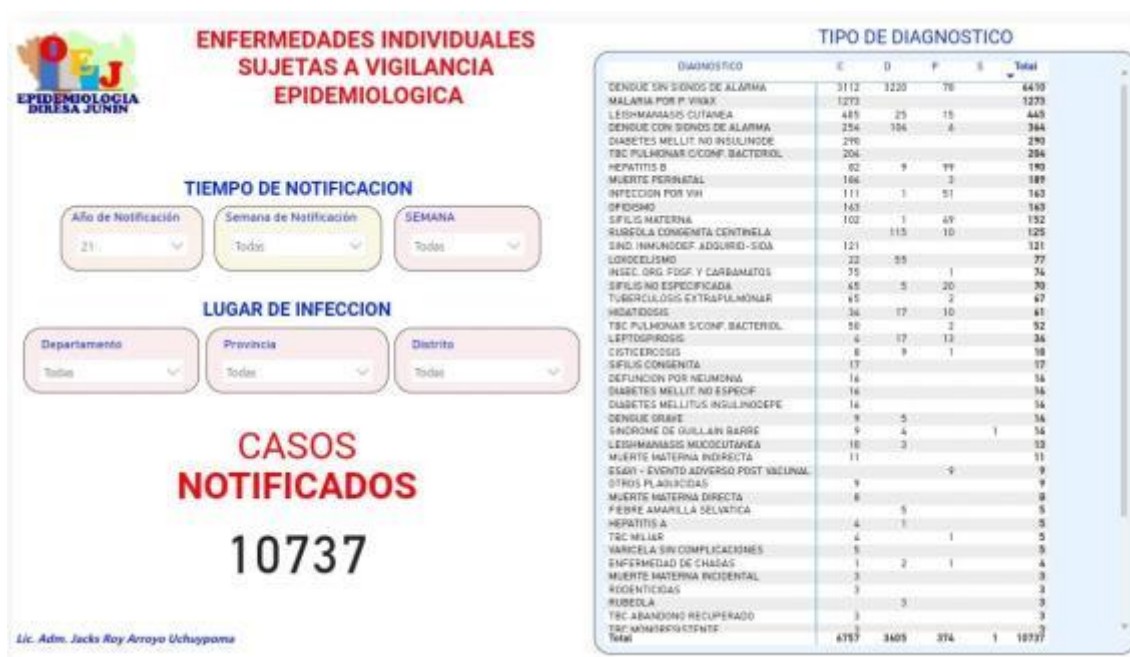 OEJ
EPIDEMIOLOGIA
DIRESA JUNIN
ENFERMEDADES INDIVIDUALES
SUJETAS A VIGILANCIA
EPIDEMIOLOGICA
TIEMPO DE NOTIFICACION
Año de Notificación
21
Semana de Notificación
Todas
SEMANA
Todas
LUGAR DE INFECCION
Departamento
Todas
Provincia
Todas
Distrito
Todas
CASOS
NOTIFICADOS
10737
Lic. Adm. Jacks Roy Arroyo Uchuypoma
TIPO DE DIAGNOSTICO
DIAGNOSTICO C D P S Total
DENGUE SIN SIGNOS DE ALARMA 3112 3220 78 6410
MALARIA POR P. VIVAX 1273 1273
LEISHMANIASIS CUTANEA 405 25 15 445
DENGUE CON SIGNOS DE ALARMA 254 104 6 364
DIABETES MELLIT. NO INSULINODE 290 290
TBC PULMONAR C/CONF. BACTERIOL. 204 204
HEPATITIS B 82 9 99 190
MUERTE PERINATAL 186 3 189
INFECCION POR VIH 111 1 51 163
OFIDISMO 163 163
SIFILIS MATERNA 102 1 49 152
RUBEOLA CONGENITA CENTINELA 115 10 125
SIND. INMUNODEF. ADQUIRID-SIDA 121 121
LOXOCELISMO 22 55 77
INSEC. ORG. FOSF. Y CARBAMATOS 75 1 76
SIFILIS NO ESPECIFICADA 45 5 20 70
TUBERCULOSIS EXTRAPULMONAR 65 2 67
HIDATIDOSIS 34 17 10 61
TBC PULMONAR S/CONF. BACTERIOL. 50 2 52
LEPTOSPIROSIS 4 17 13 34
CISTICERCOSIS 8 9 1 18
SIFILIS CONGENITA 17 17
DEFUNCION POR NEUMONIA 16 16
DIABETES MELLIT. NO ESPECIF 16 16
DIABETES MELLITUS INSULINODEPE 14 14
DENGUE GRAVE 9 5 14
SINDROME DE GUILLAIN BARRE 9 4 1 14
LEISHMANIASIS MUCOCUTANEA 10 3 13
MUERTE MATERNA INDIRECTA 11 11
ESAVI - EVENTO ADVERSO POST VACUNAL 9 9
OTROS PLAGUICIDAS 9 9
MUERTE MATERNA DIRECTA 8 8
FIEBRE AMARILLA SELVATICA 5 5
HEPATITIS A 4 1 5
TBC MILIAR 4 1 5
VARICELA SIN COMPLICACIONES 5 5
ENFERMEDAD DE CHAGAS 1 2 1 4
MUERTE MATERNA INCIDENTAL 3 3
RODENTICIDAS 3 3
RUBEOLA 3 3
TBC ABANDONO RECUPERADO 3 3
TBC MONORESISTENTE 3 3
Total 6757 3605 374 1 10737